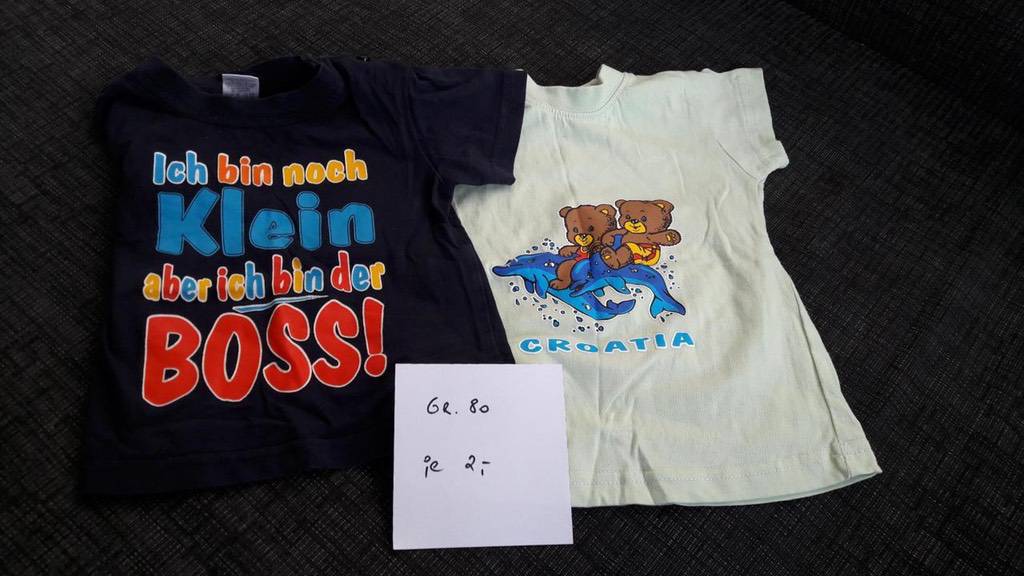 Ich bin noch
Klein
aber ich bin der
BOSS!
CROATIA
GR. 80
je 2,-